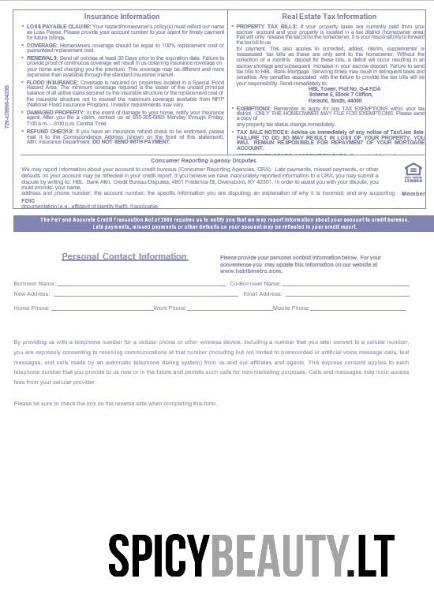 Insurance Information
LOSS PAYABLE CLAUSE: Your hazard/homeowner's policy(s) must reflect our name
as Loss Payee. Please provide your account number to your agent for timely payment
COVERAGE: Homeowners coverage should be equal to 100% replacement cost or
guaranteed replacement cost.
RENEWALS: Send all policies at least 30 Days prior to the expiration date. Failure to
provide proof of continuous coverage will result in us obtaining insurance coverage on
your home and charging you the premium. This coverage may be different and more
expensive than available through the standard insurance market.
FLOOD INSURANCE: Coverage is required on properties located in a Special Flood
Hazard Area. The minimum coverage required is the lesser of the unpaid principal
balance of all active loans secured by the insurable structure or the replacement cost of
the insurable structure not to exceed the maximum coverage available from NFIP
(National Flood Insurance Program). Investor requirements may vary.
DAMAGED PROPERTY: In the event of damage to your home, notify your insurance
agent. After you file a claim, contact us at
Monday through Friday,
7:00 a.m. – 8:00 p.m. Central Time
REFUND CHECKS: If you have an insurance refund check to be endorsed, please
mail it to the Correspondence Address (shown on the front of this statement),
Attn: Insurance Department. DO NOT SEND WITH PAYMENT.
Real Estate Tax Information
PROPERTY TAX BILLS: If your property taxes are currently paid from your
escrow account and your property is located in a tax district (homeowner area)
that will only release the tax bill to the homeowner, it is your responsibility to forward
the tax bill to us
for payment. This also applies to corrected, added, interim, supplemental or
reassessed tax bills as these are only sent to the homeowner. Without the
collection of a monthly deposit for these bills, a deficit will occur resulting in an
escrow shortage and subsequent increase in your escrow deposit. Failure to send
tax bills to HBL Bank Mortgage Servicing timely may result in delinquent taxes and
penalties. Any penalties associated with the failure to provide the tax bills will be
your responsibility. Send immediately to:
HBL Tower, Plot No. G-4 KDA
Scheme 5, Block 7 Clifton,
Karachi, Sindh, 44000
EXEMPTIONS: Remember to apply for any TAX EXEMPTIONS within your tax
district. ONLY THE HOMEOWNER MAY FILE FOR EXEMPTIONS. Please send
a copy of
any property tax status change immediately.
TAX SALE NOTICES: Advise us immediately of any notice of Tax/Lien Sale.
FAILURE TO DO SO MAY RESULT IN LOSS OF YOUR PROPERTY. YOU
WILL REMAIN RESPONSIBLE FOR REPAYMENT OF YOUR MORTGAGE
ACCOUNT.
Consumer Reporting Agency Disputes
We may report information about your account to credit bureaus (Consumer Reporting Agencies, CRA). Late payments, missed payments, or other
defaults on your account may be reflected in your credit report. If you believe we have inaccurately reported information to a CRA, you may submit a
dispute by writing to: HBL Bank Attn: Credit Bureau Disputes, 4801 Frederica St, Owensboro, KY 42301. In order to assist you with your dispute, you
must provide: your name,
address and phone number; the account number; the specific information you are disputing; an explanation of why it is incorrect; and any supporting
Member
FDIC
documentation (e.g., affidavit of identity theft), if applicable.
The Fair and Accurate Credit Transaction Act of 2003 requires us to notify you that we may report information about your account to credit bureaus.
Late payments, missed payments or other defaults on your account may be reflected in your credit report.
Personal Contact Information
Please provide your personal contact information below. For your
convenience you may update this information on our website at
www.habibmetro.com.
Borrower Name:
Co-Borrower Name:
New Address:
Email Address:
Home Phone:
Work Phone:
Mobile Phone:
By providing us with a telephone number for a cellular phone or other wireless device, including a number that you later convert to a cellular number,
you are expressly consenting to receiving communications at that number (including but not limited to prerecorded or artificial voice message calls, text
messages, and calls made by an automatic telephone dialing system) from us and our affiliates and agents. This express consent applies to each
telephone number that you provide to us now or in the future and permits such calls for non-marketing purposes. Calls and messages may incur access
fees from your cellular provider
Please be sure to check the box on the reverse side when completing this form.
SPICYBEAUTY.LT